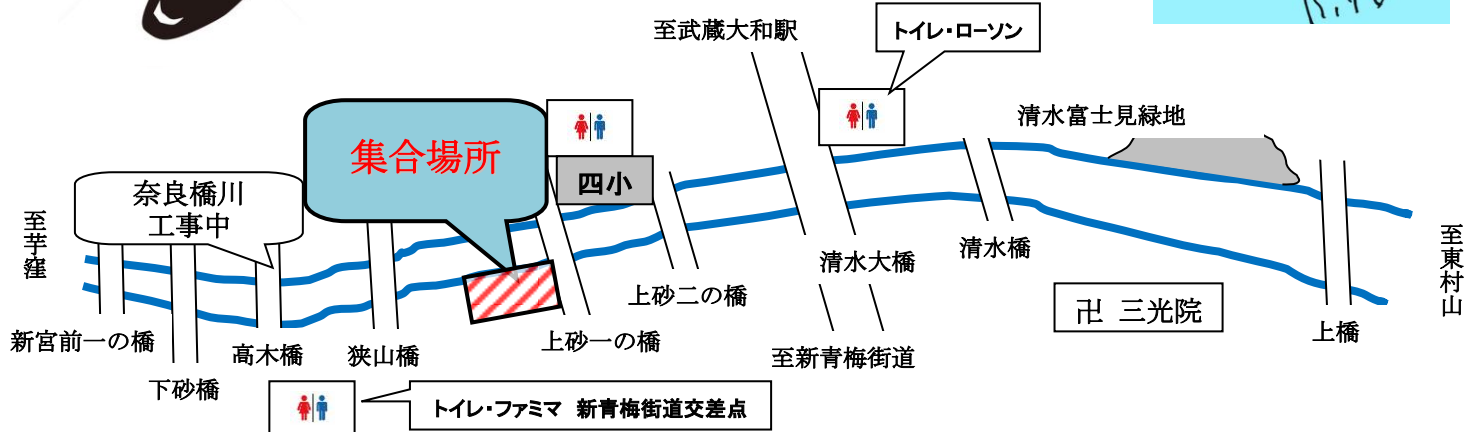 至武蔵大和駅
トイレ・ローソン
清水富士見緑地
集合場所
四小
奈良橋川
工事中
至芋窪
至東村山
清水大橋
清水橋
上砂二の橋
卍 三光院
新宮前一の橋
高木橋
狭山橋
上砂一の橋
至新青梅街道
上橋
下砂橋
トイレ・ファミマ 新青梅街道交差点